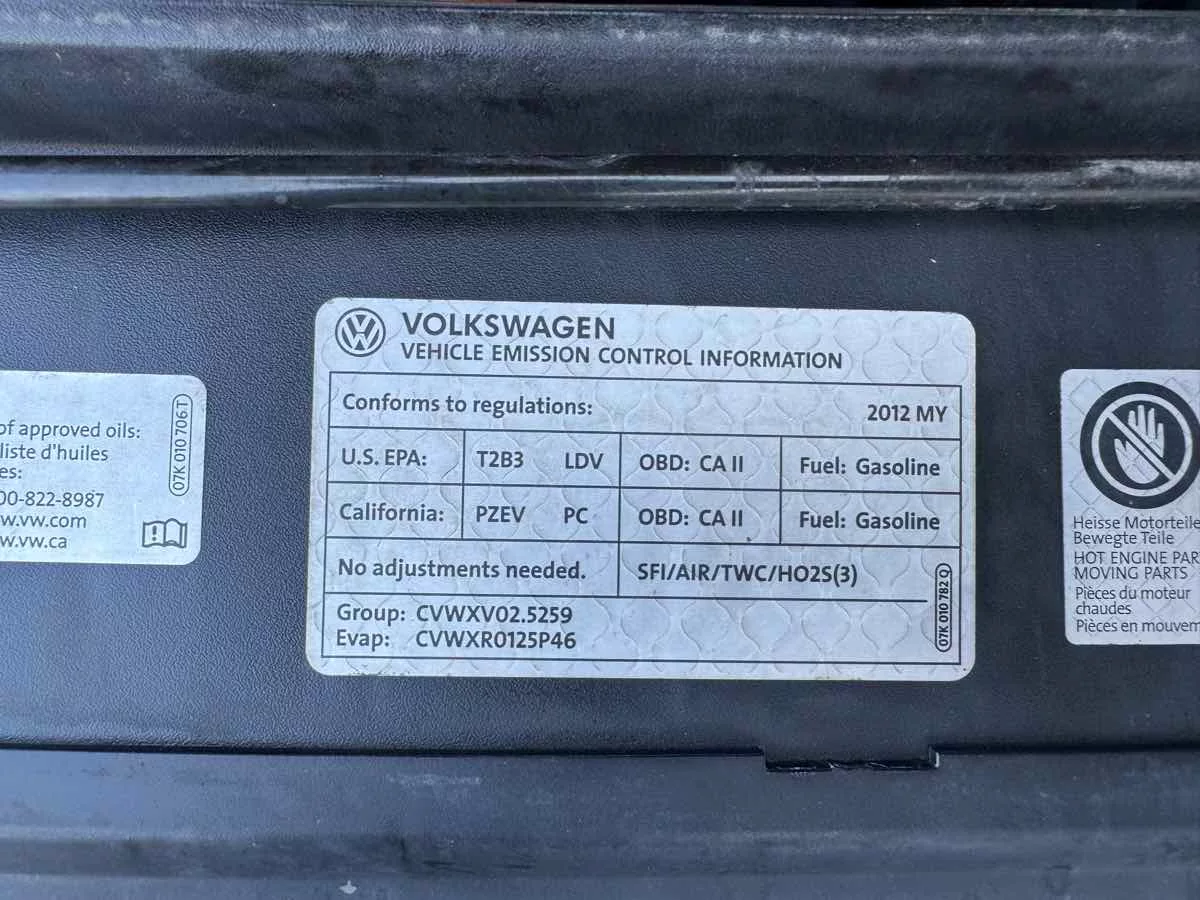 VOLKSWAGEN
VEHICLE EMISSION CONTROL INFORMATION
Conforms to regulations: 2012 MY
U.S. EPA: T2B3 LDV OBD: CA II Fuel: Gasoline
California: PZEV PC OBD: CA II Fuel: Gasoline
No adjustments needed. SFI/AIR/TWC/HO2S(3)
Group: CVWXV02.5259
Evap: CVWXR0125P46
07K 010 782 Q
of approved oils:
liste d'huiles
es:
00-822-8987
w.vw.com
w.vw.ca
07K 010 706 T
Heisse Motorteile
Bewegte Teile
HOT ENGINE PAR
MOVING PARTS
Pièces du moteur
chaudes
Pièces en mouvem